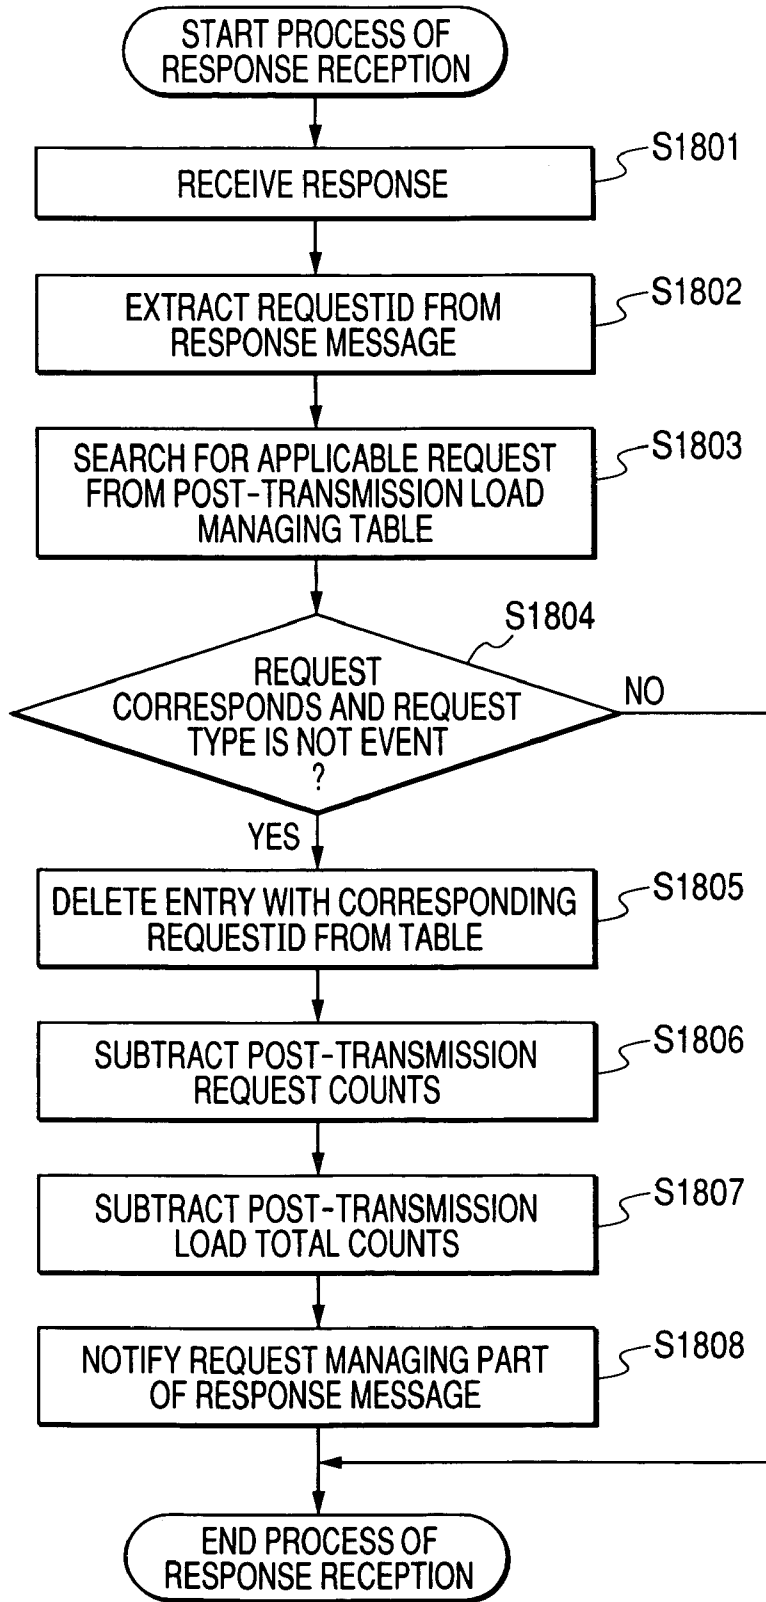 START PROCESS OF
RESPONSE RECEPTION
S1801
RECEIVE RESPONSE
S1802
EXTRACT REQUESTID FROM
RESPONSE MESSAGE
S1803
SEARCH FOR APPLICABLE REQUEST
FROM POST-TRANSMISSION LOAD
MANAGING TABLE
S1804
REQUEST
CORRESPONDS AND REQUEST
TYPE IS NOT EVENT
?
NO
YES
S1805
DELETE ENTRY WITH CORRESPONDING
REQUESTID FROM TABLE
S1806
SUBTRACT POST-TRANSMISSION
REQUEST COUNTS
S1807
SUBTRACT POST-TRANSMISSION
LOAD TOTAL COUNTS
S1808
NOTIFY REQUEST MANAGING PART
OF RESPONSE MESSAGE
END PROCESS OF
RESPONSE RECEPTION